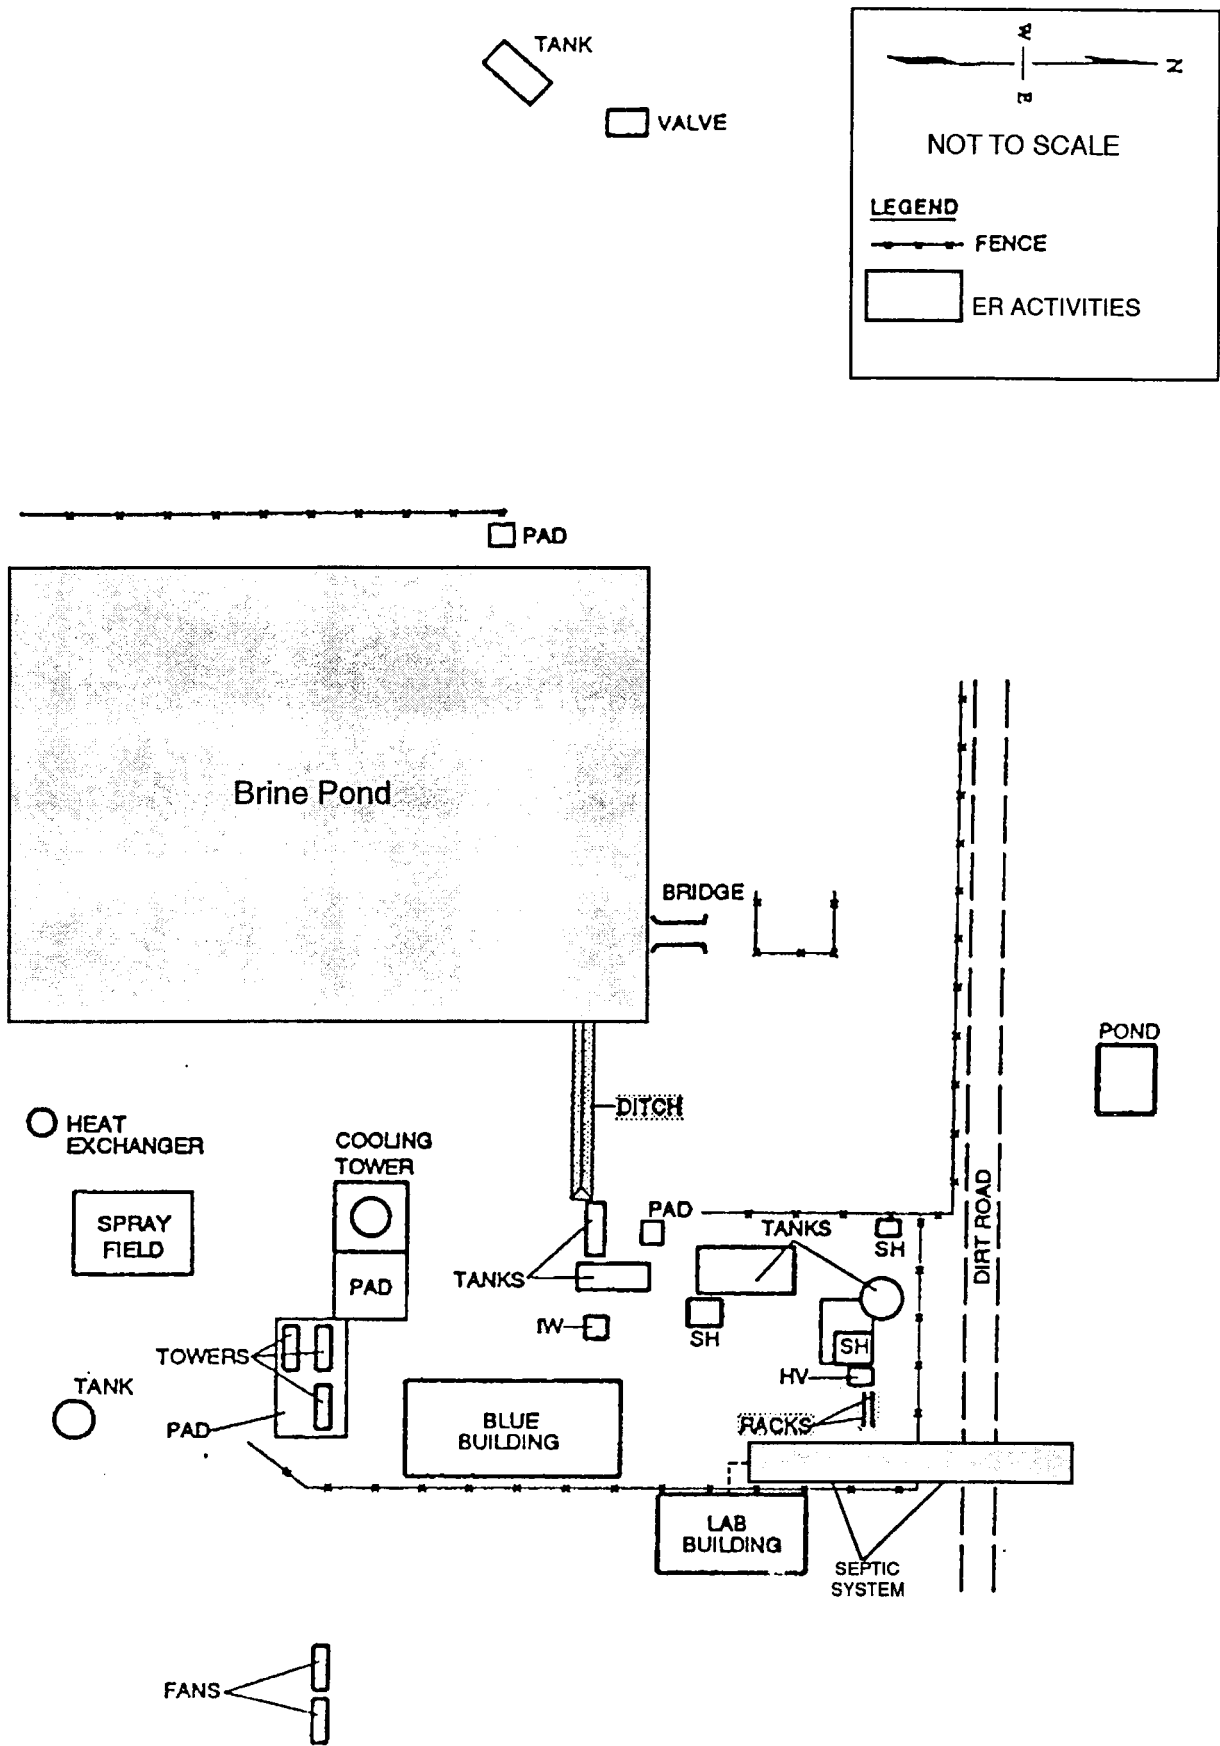 TANK
VALVE
W
N
E
NOT TO SCALE
LEGEND
FENCE
ER ACTIVITIES
PAD
Brine Pond
BRIDGE
POND
DITCH
HEAT
EXCHANGER
COOLING
TOWER
SPRAY
FIELD
PAD
PAD
TANKS
SH
DIRT ROAD
TANKS
IW
SH
SH
HV
TOWERS
TANK
PAD
BLUE
BUILDING
RACKS
LAB
BUILDING
SEPTIC
SYSTEM
FANS